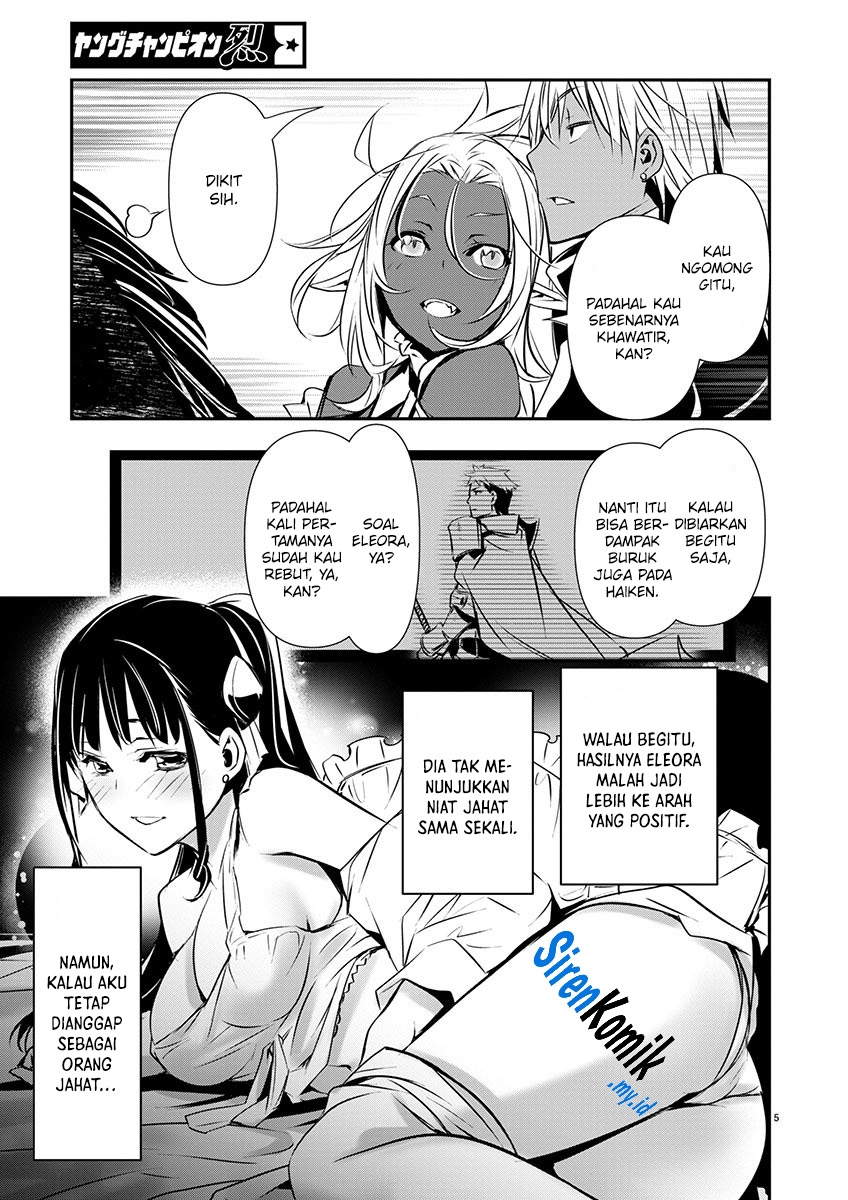 ヤングチャンピオン烈
KAU
NGOMONG
GITU,
PADAHAL KAU
SEBENARNYA
KHAWATIR,
KAN?
DIKIT
SIH.
KALAU
DIBIARKAN
BEGITU
SAJA,
NANTI ITU
BISA BER-
DAMPAK
BURUK
JUGA PADA
HAIKEN.
SOAL
ELEORA,
YA?
PADAHAL
KALI PER-
TAMANYA
SUDAH KAU
REBUT, YA,
KAN?
WALAU BEGITU,
HASILNYA ELEORA
MALAH JADI
LEBIH KE ARAH
YANG POSITIF.
DIA TAK ME-
NUNJUKKAN
NIAT JAHAT
SAMA SEKALI.
NAMUN,
KALAU AKU
TETAP
DIANGGAP
SEBAGAI
ORANG
JAHAT...
SirenKomik
.my.id
5